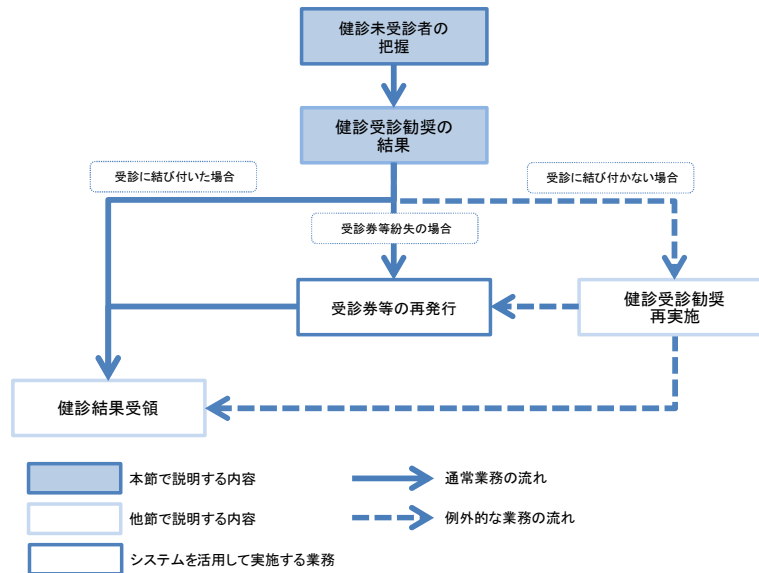 健診未受診者の
把握
健診受診勧奨の
結果
受診に結び付いた場合
受診に結び付かない場合
受診券等紛失の場合
受診券等の再発行
健診受診勧奨
再実施
健診結果受領
本節で説明する内容
通常業務の流れ
他節で説明する内容
例外的な業務の流れ
システムを活用して実施する業務